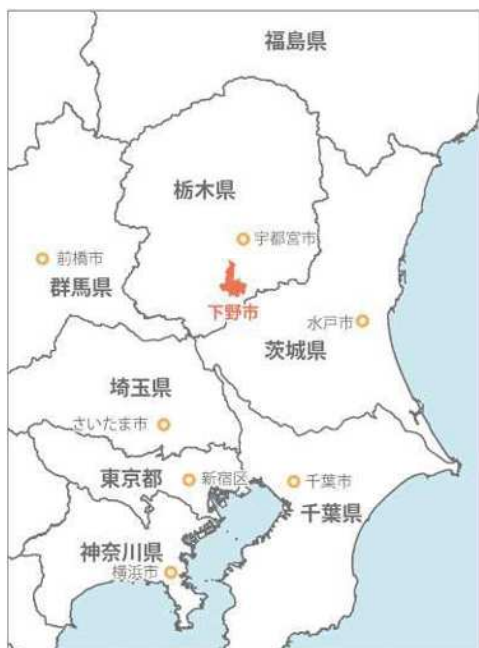 福島県
栃木県
宇都宮市
前橋市
群馬県
下野市
水戸市
茨城県
埼玉県
さいたま市
東京都
新宿区
千葉市
千葉県
神奈川県
横浜市